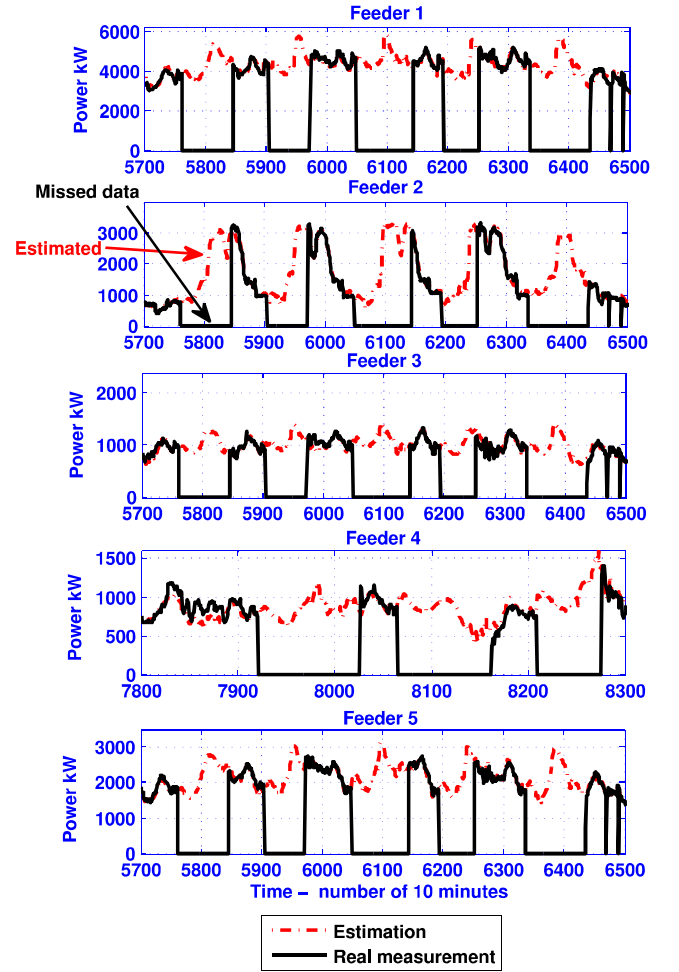 Feeder 1
Power kW
6000
4000
2000
0
5700 5800 5900 6000 6100 6200 6300 6400 6500
Missed data
Feeder 2
Estimated
3000
2000
1000
0
5700 5800 5900 6000 6100 6200 6300 6400 6500
Feeder 3
Power kW
2000
1000
0
5700 5800 5900 6000 6100 6200 6300 6400 6500
Feeder 4
Power kW
1500
1000
500
0
7800 7900 8000 8100 8200 8300
Feeder 5
Power kW
3000
2000
1000
0
5700 5800 5900 6000 6100 6200 6300 6400 6500
Time – number of 10 minutes
Estimation
Real measurement